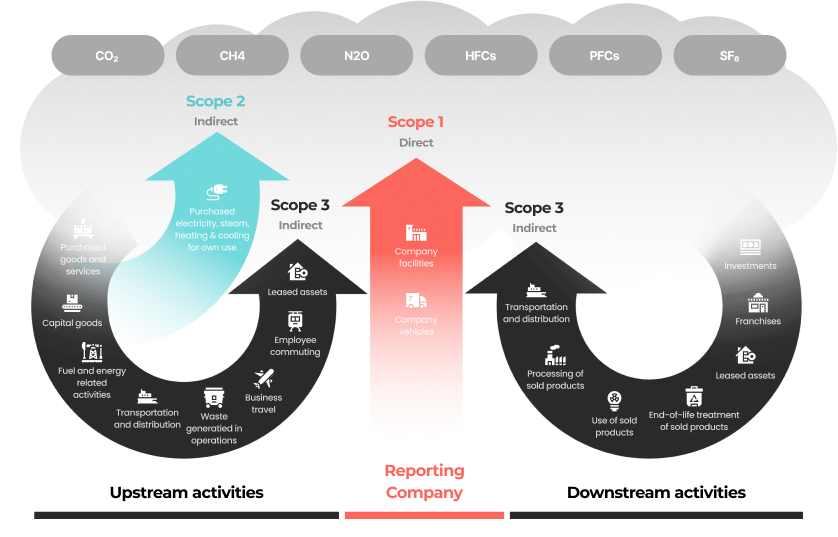 CO₂
CH4
N2O
HFCs
PFCs
SF₆
Scope 2
Indirect
Purchased
electricity, steam,
heating & cooling
for own use
Scope 1
Direct
Company
facilities
Company
vehicles
Scope 3
Indirect
Purchased
goods and
services
Capital goods
Fuel and energy
related
activities
Transportation
and distribution
Waste
generatied in
operations
Business
travel
Employee
commuting
Leased assets
Scope 3
Indirect
Transportation
and distribution
Processing of
sold products
Use of sold
products
End-of-life treatment
of sold products
Leased assets
Franchises
Investments
Upstream activities
Reporting
Company
Downstream activities